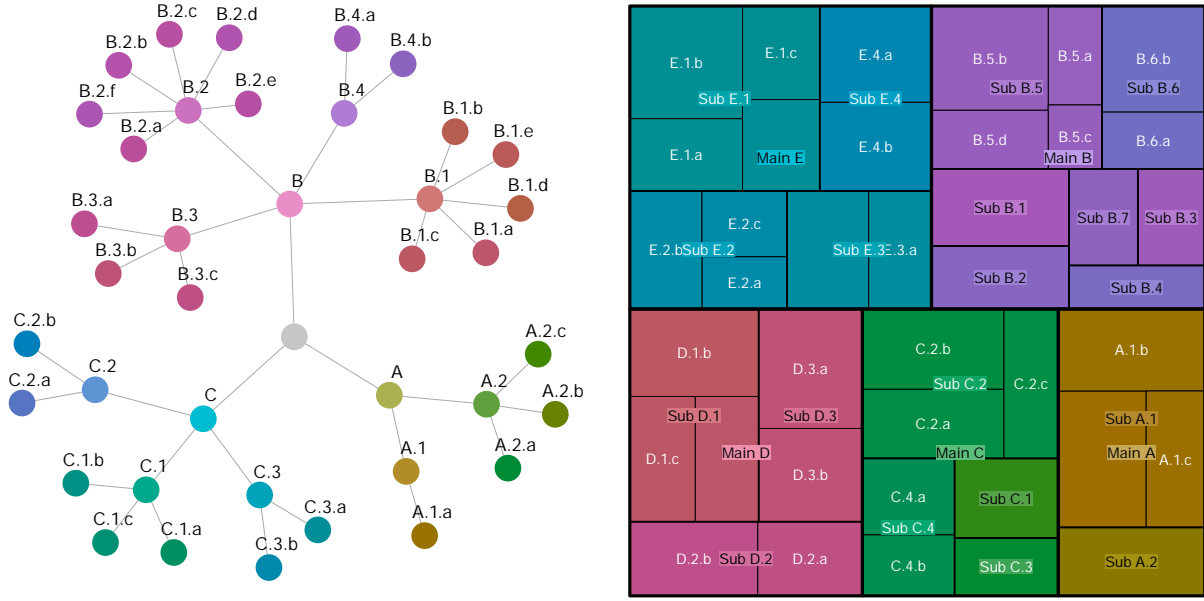 B.2.c
B.2.d
B.2.b
B.2.f
B.2
B.2.e
B.2.a
B.4.a
B.4.b
B.4
B.1.b
B.1.e
B.1
B.1.d
B.1.a
B.1.c
B
B.3.a
B.3
B.3.b
B.3.c
C.2.b
C.2
C.2.a
C
A
A.2.c
A.2
A.2.b
A.2.a
A.1
A.1.a
C.1.b
C.1
C.1.c
C.1.a
C.3
C.3.a
C.3.b
E.1.b
E.1.c
E.4.a
Sub E.1
Sub E.4
E.1.a
Main E
E.4.b
E.2.b
Sub E.2
E.2.c
E.2.a
Sub E.3
E.3.a
B.5.b
B.5.a
B.6.b
Sub B.5
Sub B.6
B.5.d
B.5.c
B.6.a
Main B
Sub B.1
Sub B.7
Sub B.3
Sub B.2
Sub B.4
D.1.b
D.3.a
Sub D.1
Sub D.3
D.1.c
Main D
D.3.b
D.2.b
Sub D.2
D.2.a
C.2.b
C.2.c
Sub C.2
C.2.a
Main C
C.4.a
Sub C.1
Sub C.4
C.4.b
Sub C.3
A.1.b
Sub A.1
Main A
A.1.c
Sub A.2